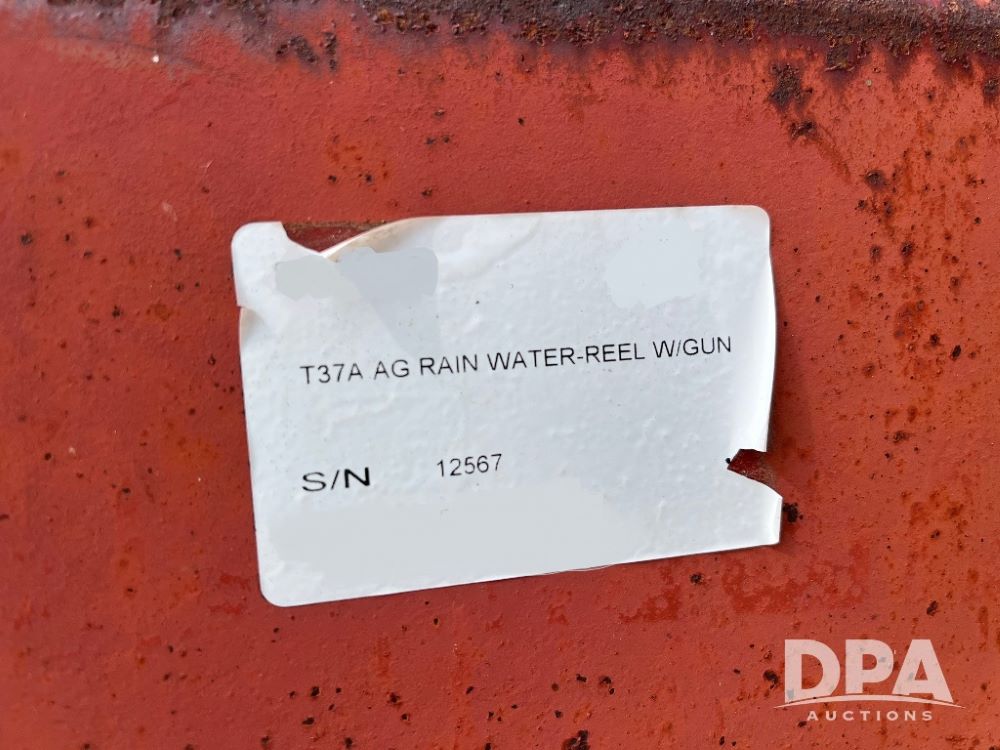 T37A AG RAIN WATER-REEL W/GUN
S/N 12567
DPA
AUCTIONS